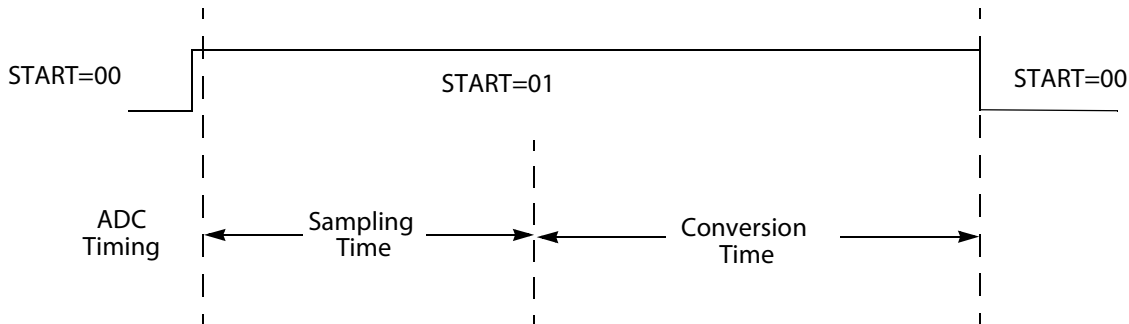 START=00
START=01
START=00
ADC
Timing
Sampling
Time
Conversion
Time